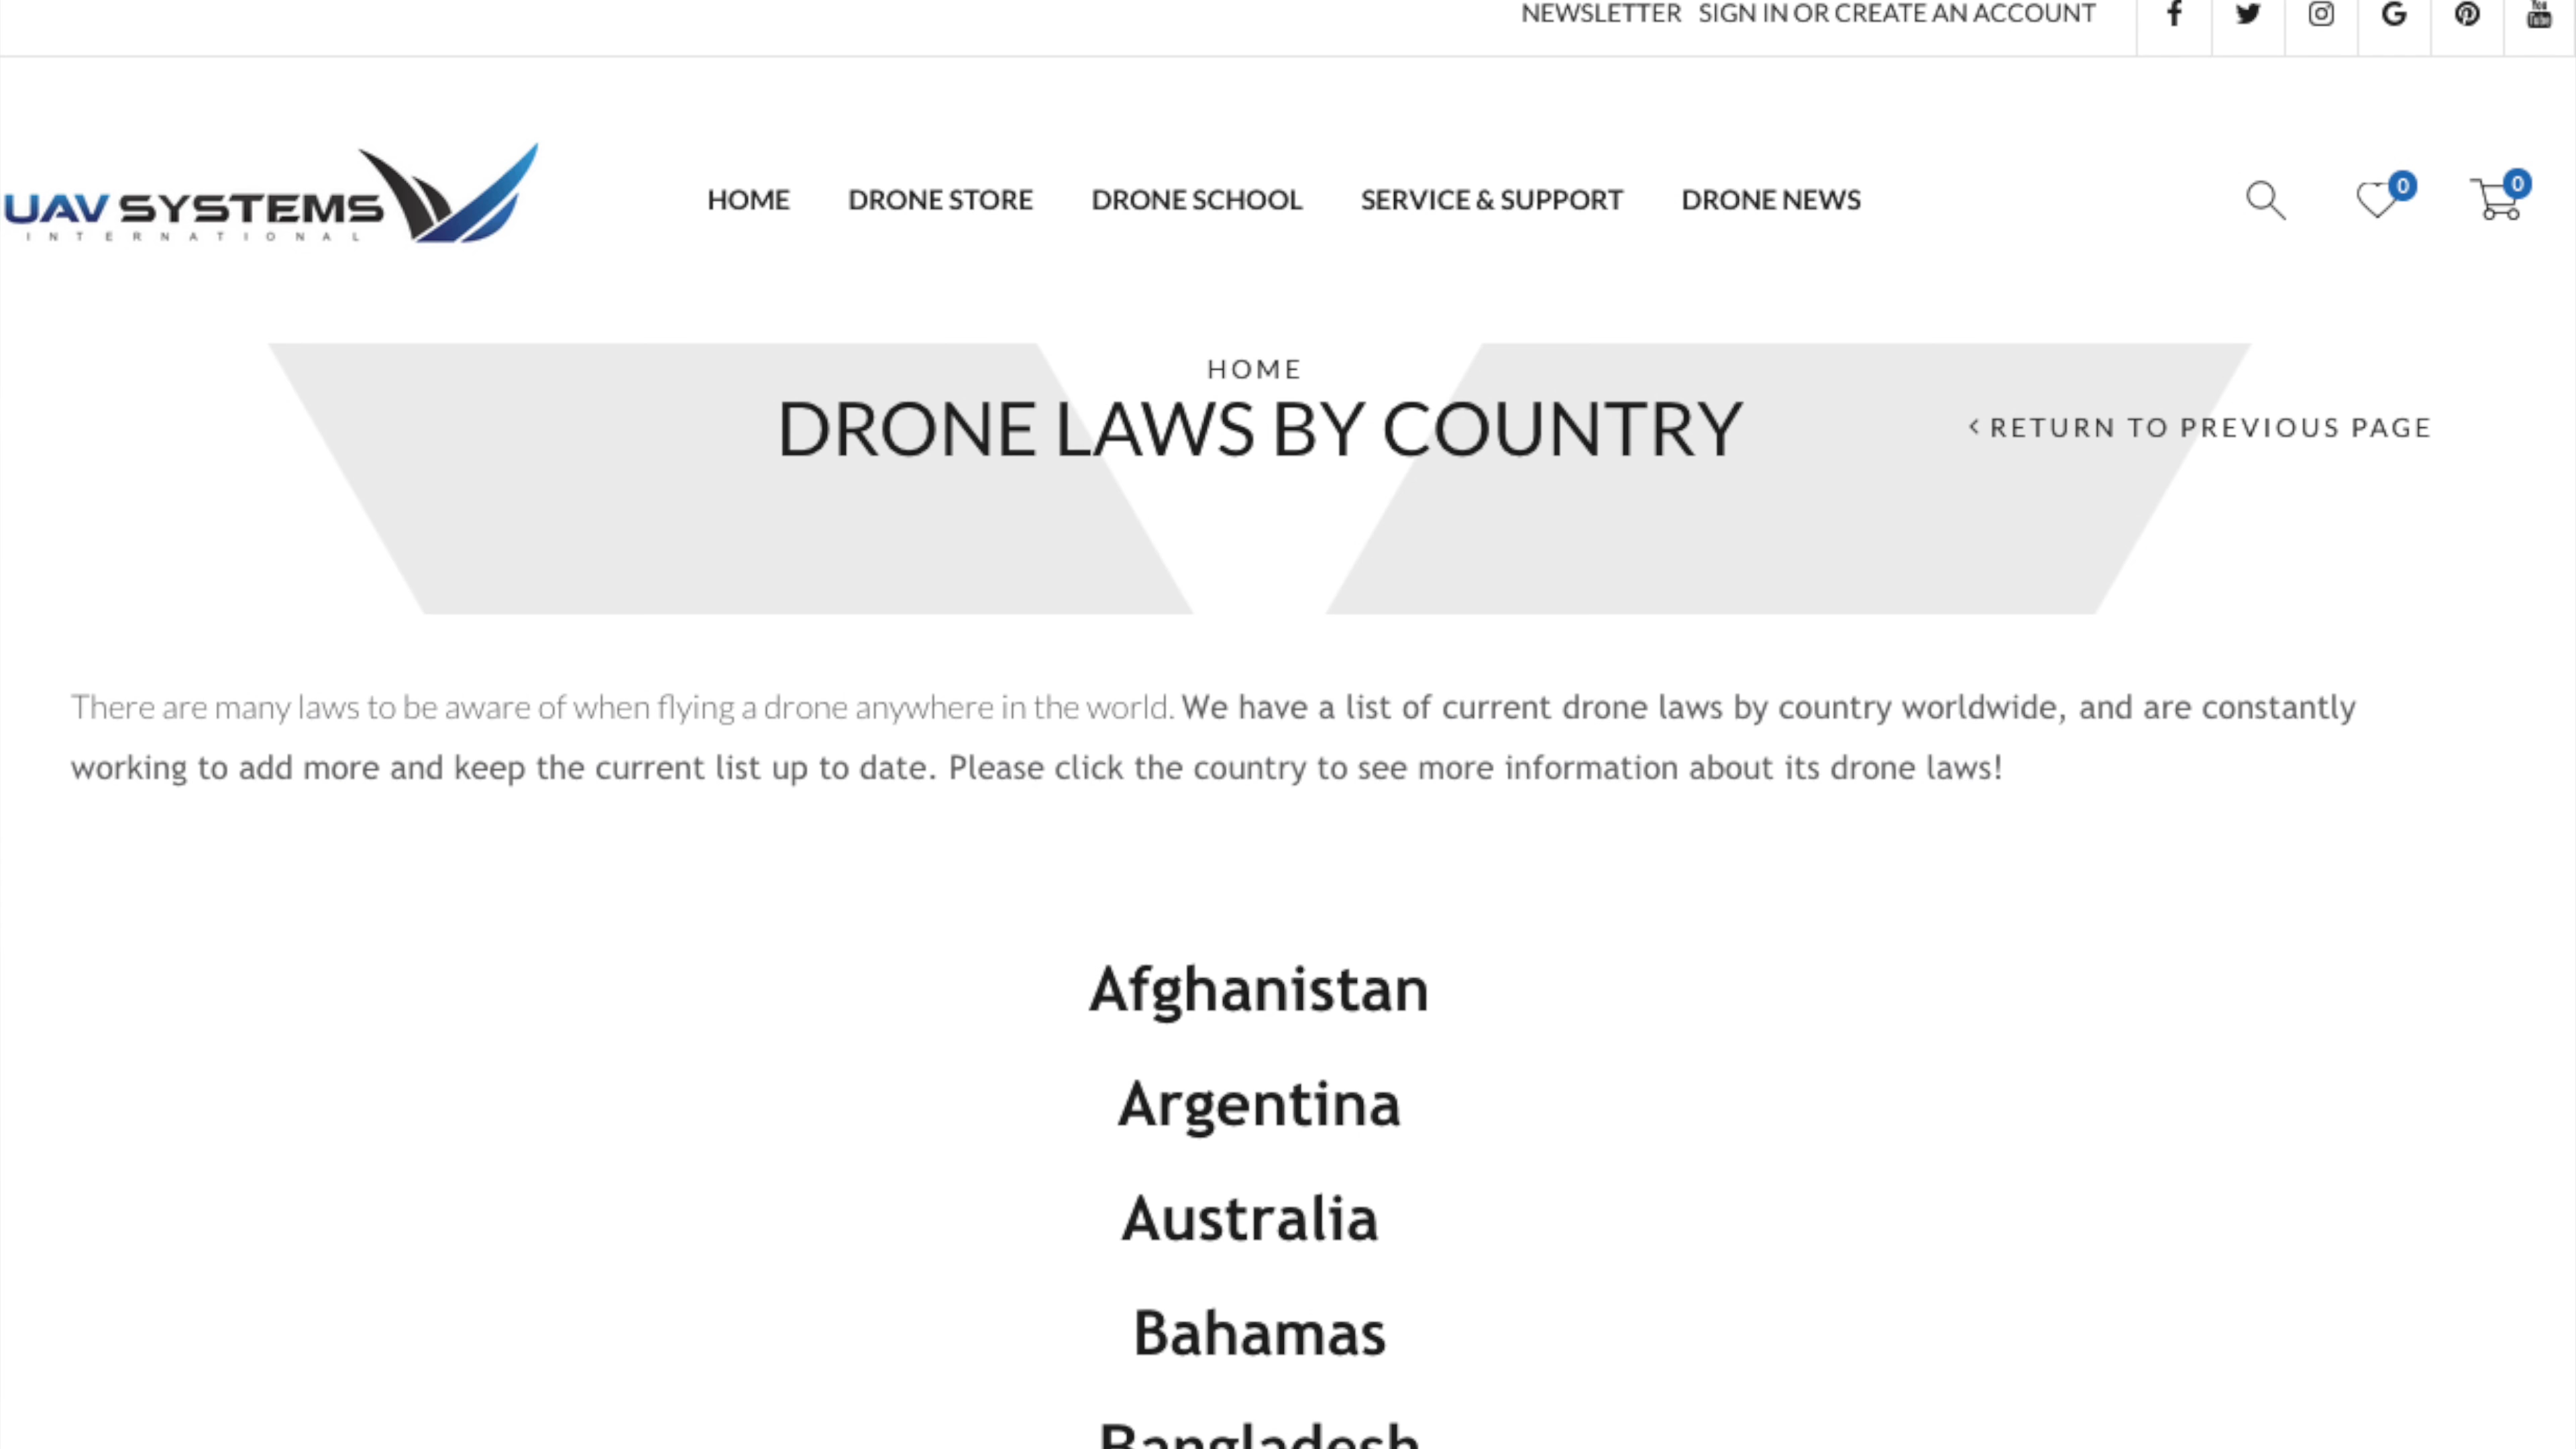 NEWSLETTER SIGN IN OR CREATE AN ACCOUNT
You Tube
UAV SYSTEMS
INTERNATIONAL
HOME DRONE STORE DRONE SCHOOL SERVICE & SUPPORT DRONE NEWS
0 0
HOME
DRONE LAWS BY COUNTRY
< RETURN TO PREVIOUS PAGE
There are many laws to be aware of when flying a drone anywhere in the world. We have a list of current drone laws by country worldwide, and are constantly
working to add more and keep the current list up to date. Please click the country to see more information about its drone laws!
Afghanistan
Argentina
Australia
Bahamas
Bangladesh